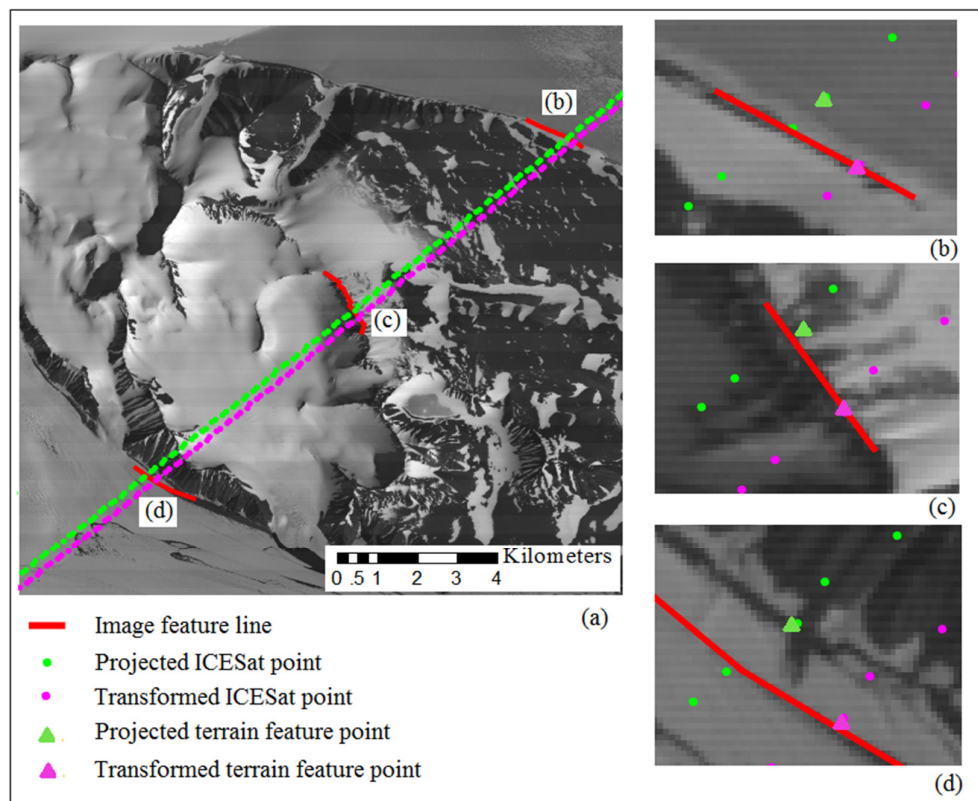 (b)
(c)
(d)
Kilometers
0 .5 1 2 3 4
(a)
(b)
(c)
(d)
Image feature line
Projected ICESat point
Transformed ICESat point
Projected terrain feature point
Transformed terrain feature point